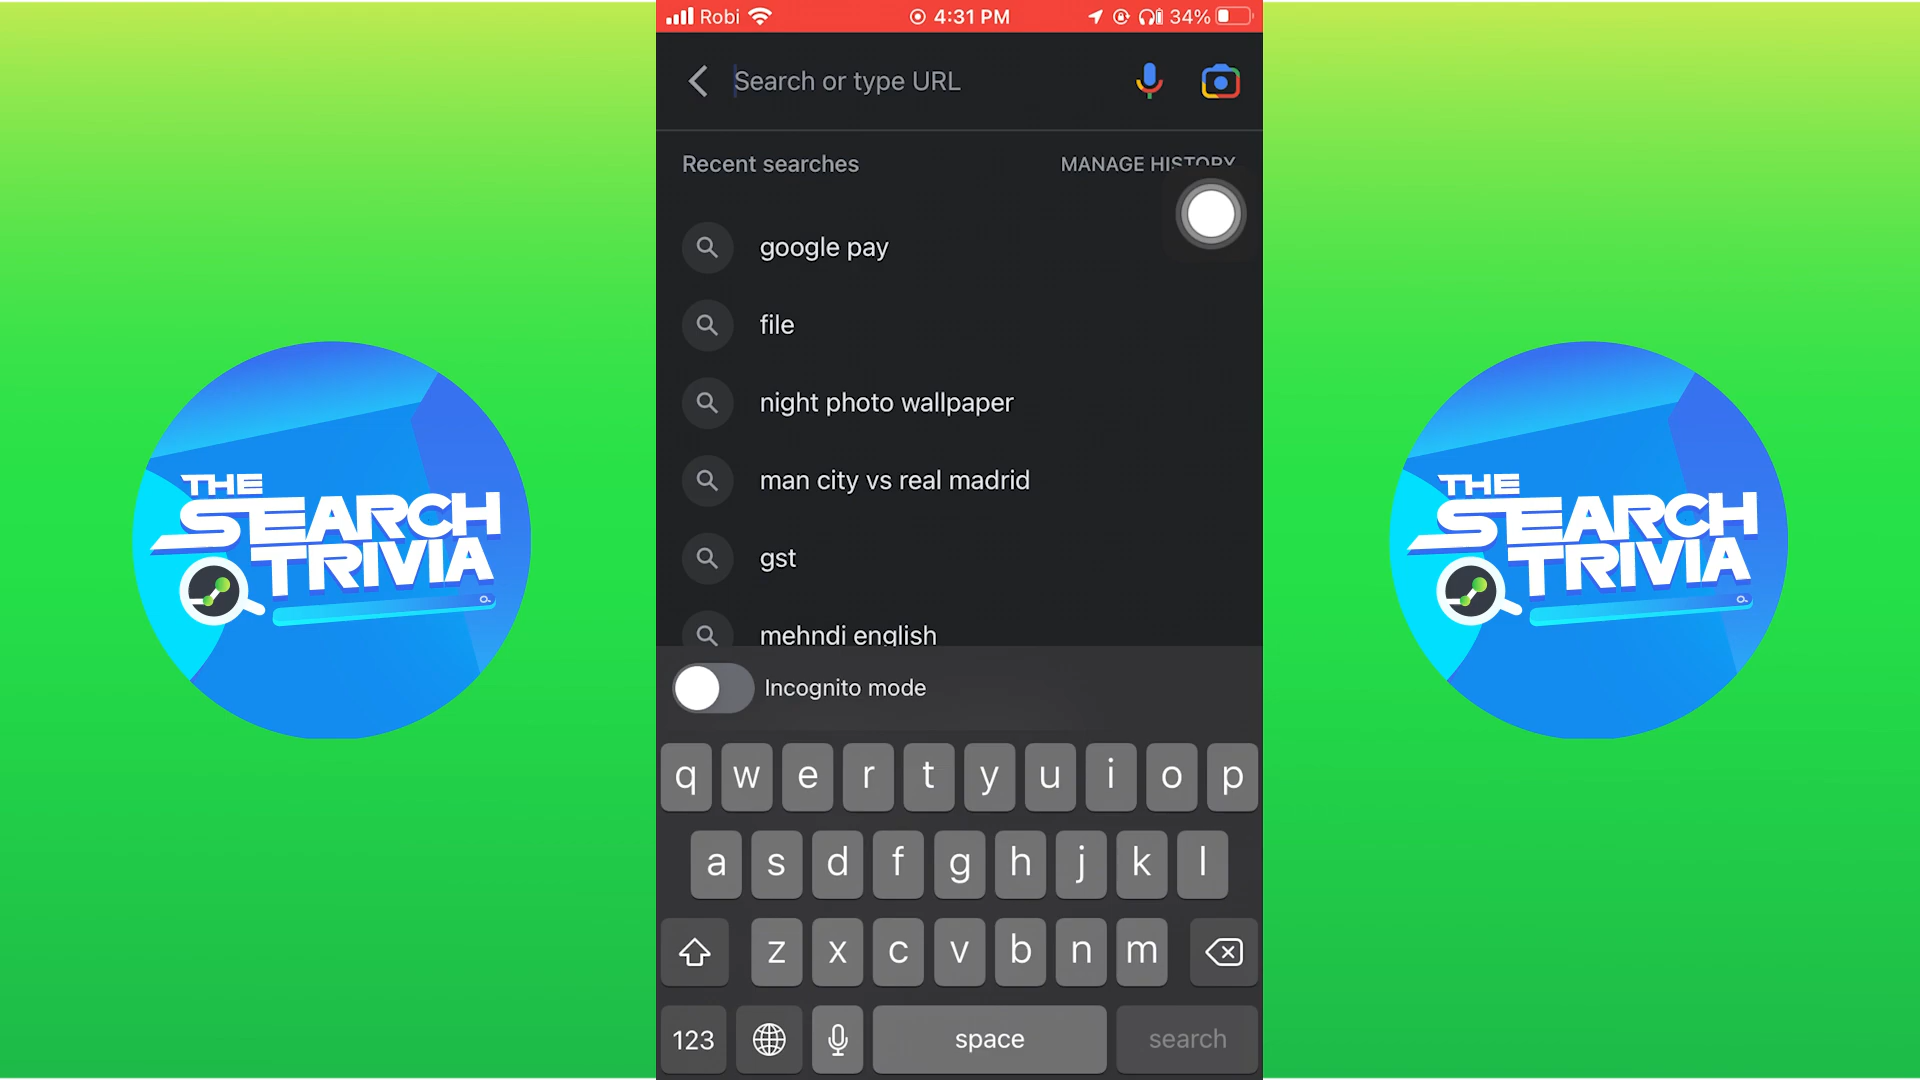 Robi 4:31 PM 34%
Search or type URL
Recent searches MANAGE HISTORY
google pay
file
night photo wallpaper
man city vs real madrid
gst
mehndi english
Incognito mode
q w e r t y u i o p
a s d f g h j k l
z x c v b n m
123 space search
THE
SEARCH
TRIVIA
THE
SEARCH
TRIVIA